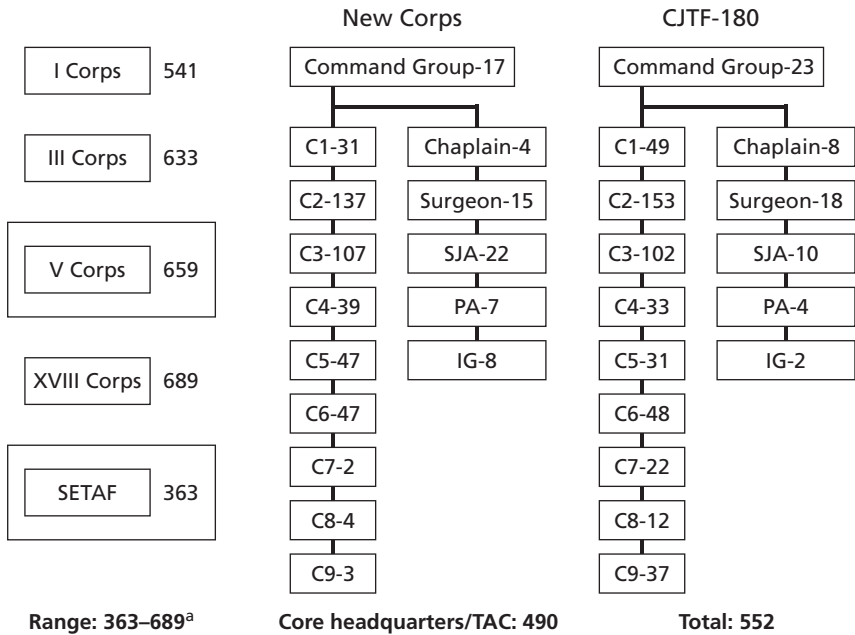 New Corps
CJTF-180
I Corps 541
Command Group-17
Command Group-23
III Corps 633
C1-31
Chaplain-4
C1-49
Chaplain-8
C2-137
Surgeon-15
C2-153
Surgeon-18
V Corps 659
C3-107
SJA-22
C3-102
SJA-10
C4-39
PA-7
C4-33
PA-4
XVIII Corps 689
C5-47
IG-8
C5-31
IG-2
C6-47
C6-48
SETAF 363
C7-2
C7-22
C8-4
C8-12
C9-3
C9-37
Range: 363–689a
Core headquarters/TAC: 490
Total: 552